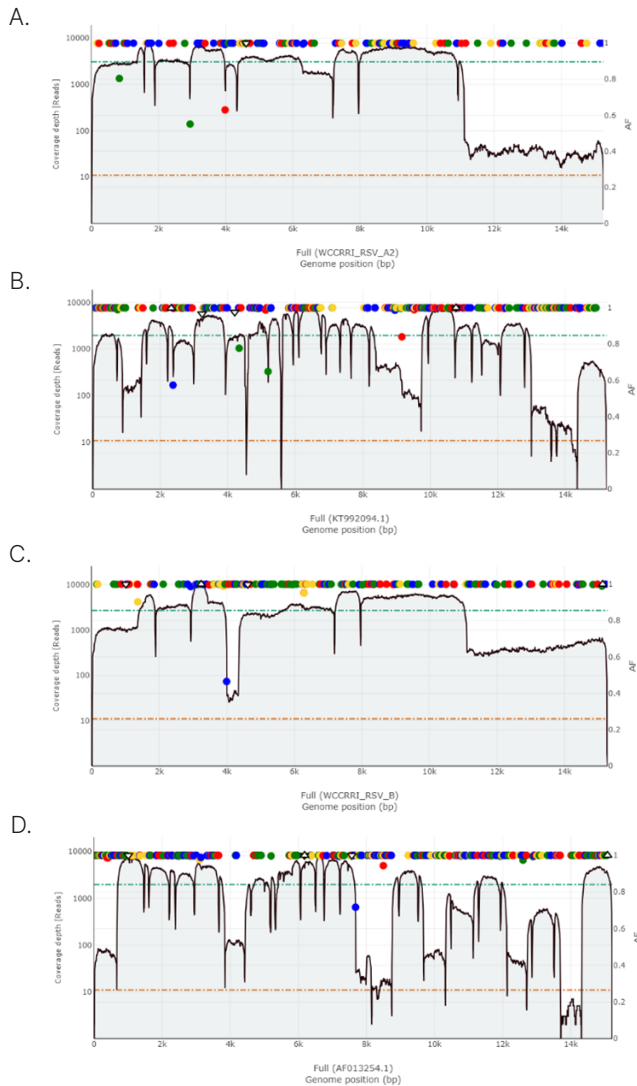 A.
10000
1000
100
10
Coverage depth [Reads]
1
0.8
0.6
0.4
0.2
0
AF
0 2k 4k 6k 8k 10k 12k 14k
Full (WCCRRI_RSV_A2)
Genome position (bp)
B.
10000
1000
100
10
Coverage depth [Reads]
1
0.8
0.6
0.4
0.2
0
AF
0 2k 4k 6k 8k 10k 12k 14k
Full (KT992094.1)
Genome position (bp)
C.
10000
1000
100
10
Coverage depth [Reads]
1
0.8
0.6
0.4
0.2
0
AF
0 2k 4k 6k 8k 10k 12k 14k
Full (WCCRRI_RSV_B)
Genome position (bp)
D.
10000
1000
100
10
Coverage depth [Reads]
1
0.8
0.6
0.4
0.2
0
AF
0 2k 4k 6k 8k 10k 12k 14k
Full (AF013254.1)
Genome position (bp)